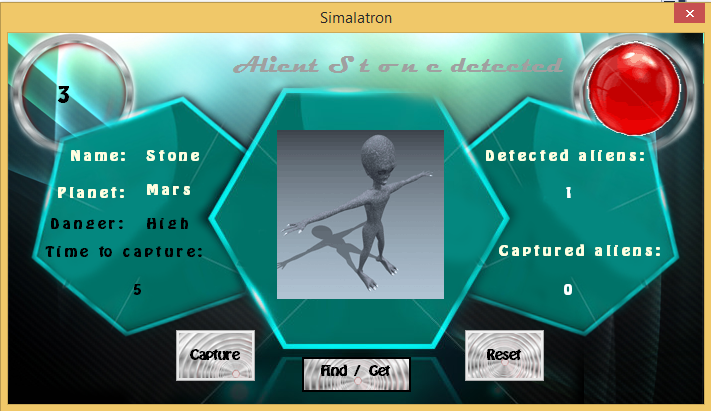 Simalatron
Alient Stone detected
3
Name: Stone
Planet: Mars
Danger: High
Time to capture:
5
Detected aliens:
1
Captured aliens:
0
Capture
Find / Get
Reset